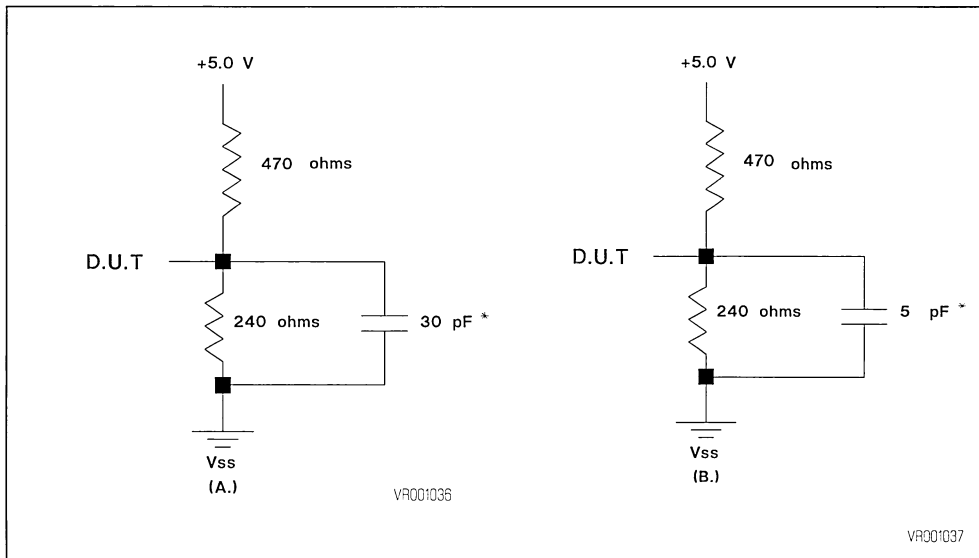 +5.0 V
470 ohms
D.U.T
240 ohms
30 pF *
Vss
(A.)
VR001036
+5.0 V
470 ohms
D.U.T
240 ohms
5 pF *
Vss
(B.)
VR001037